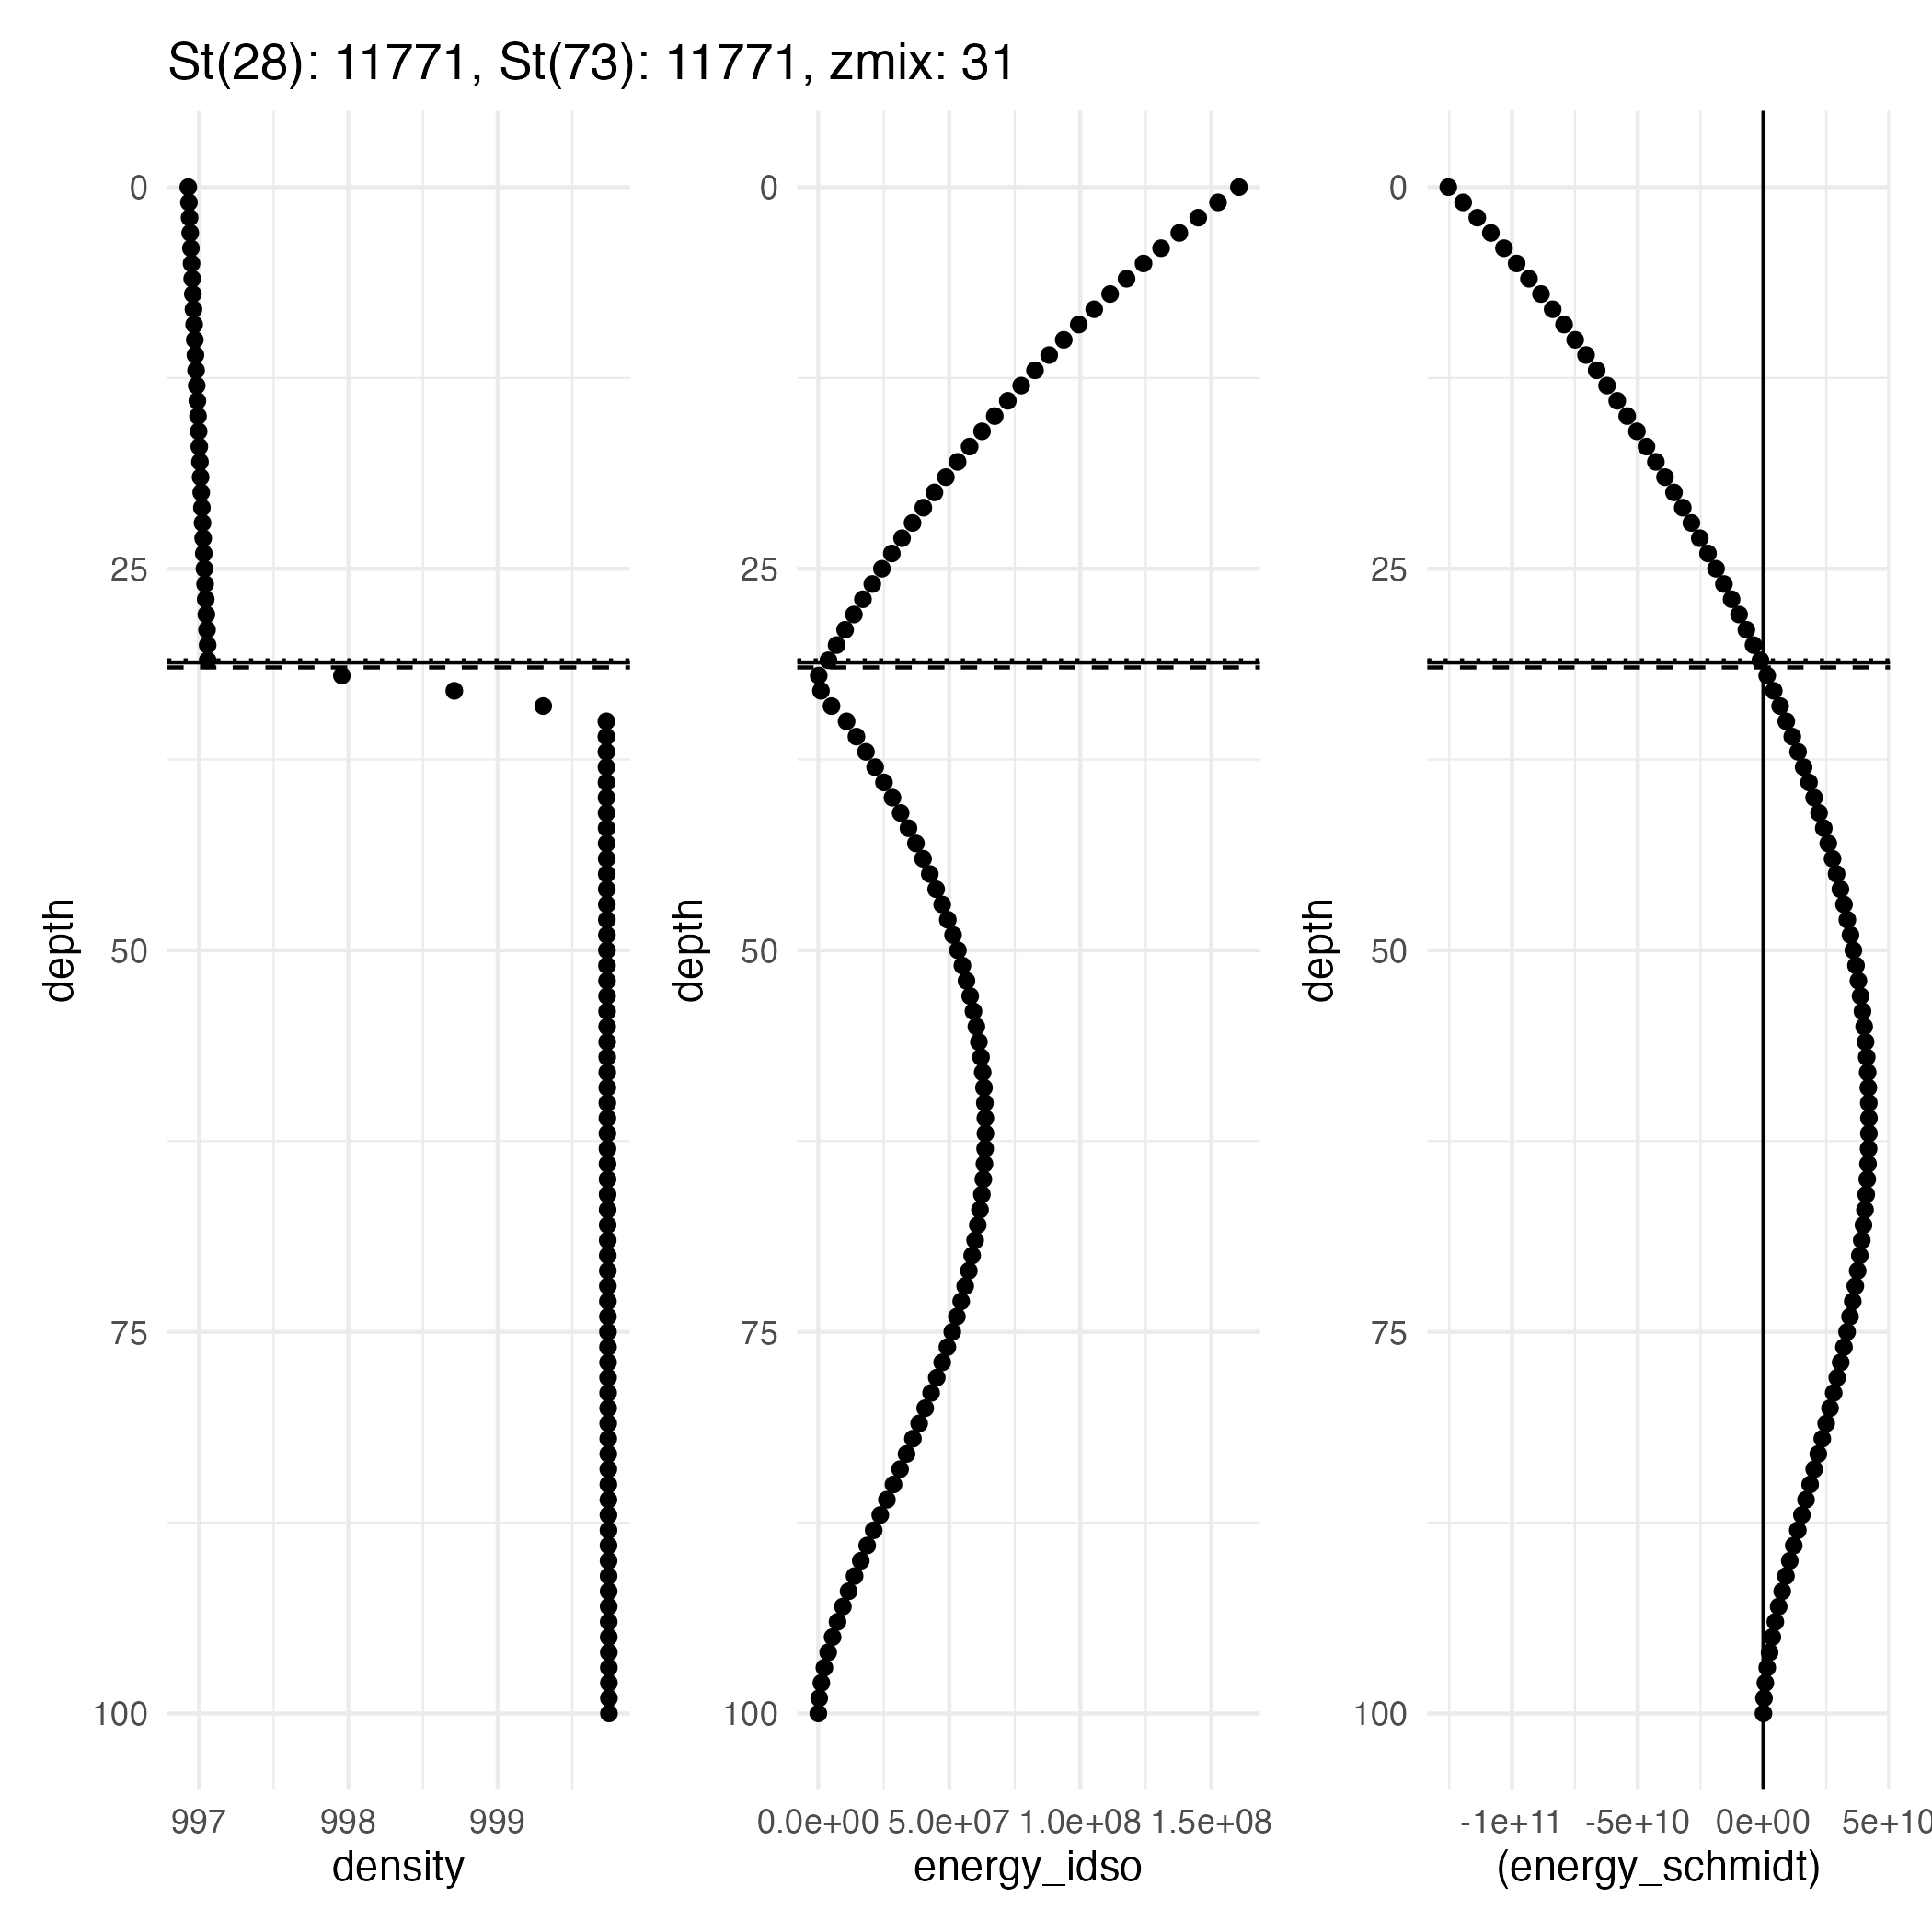 St(28): 11771, St(73): 11771, zmix: 31
0
25
50
75
100
depth
997 998 999
density
0
25
50
75
100
depth
0.0e+00 5.0e+07 1.0e+08 1.5e+08
energy_idso
0
25
50
75
100
depth
-1e+11 -5e+10 0e+00 5e+10
(energy_schmidt)